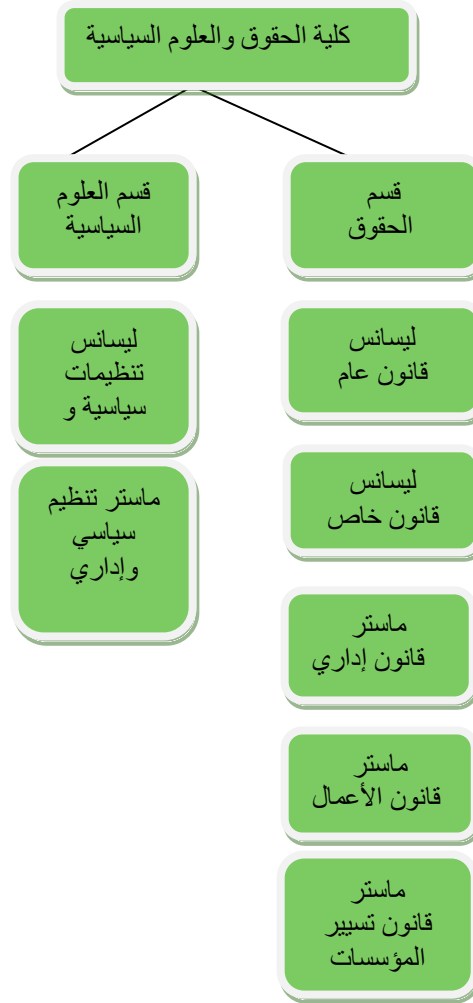 كلية الحقوق والعلوم السياسية
قسم
الحقوق
ليسانس
قانون عام
ليسانس
قانون خاص
ماستر
قانون إداري
ماستر
قانون الأعمال
ماستر
قانون تسيير
المؤسسات
قسم العلوم
السياسية
ليسانس
تنظيمات
سياسية و
ماستر تنظيم
سياسي
وإداري